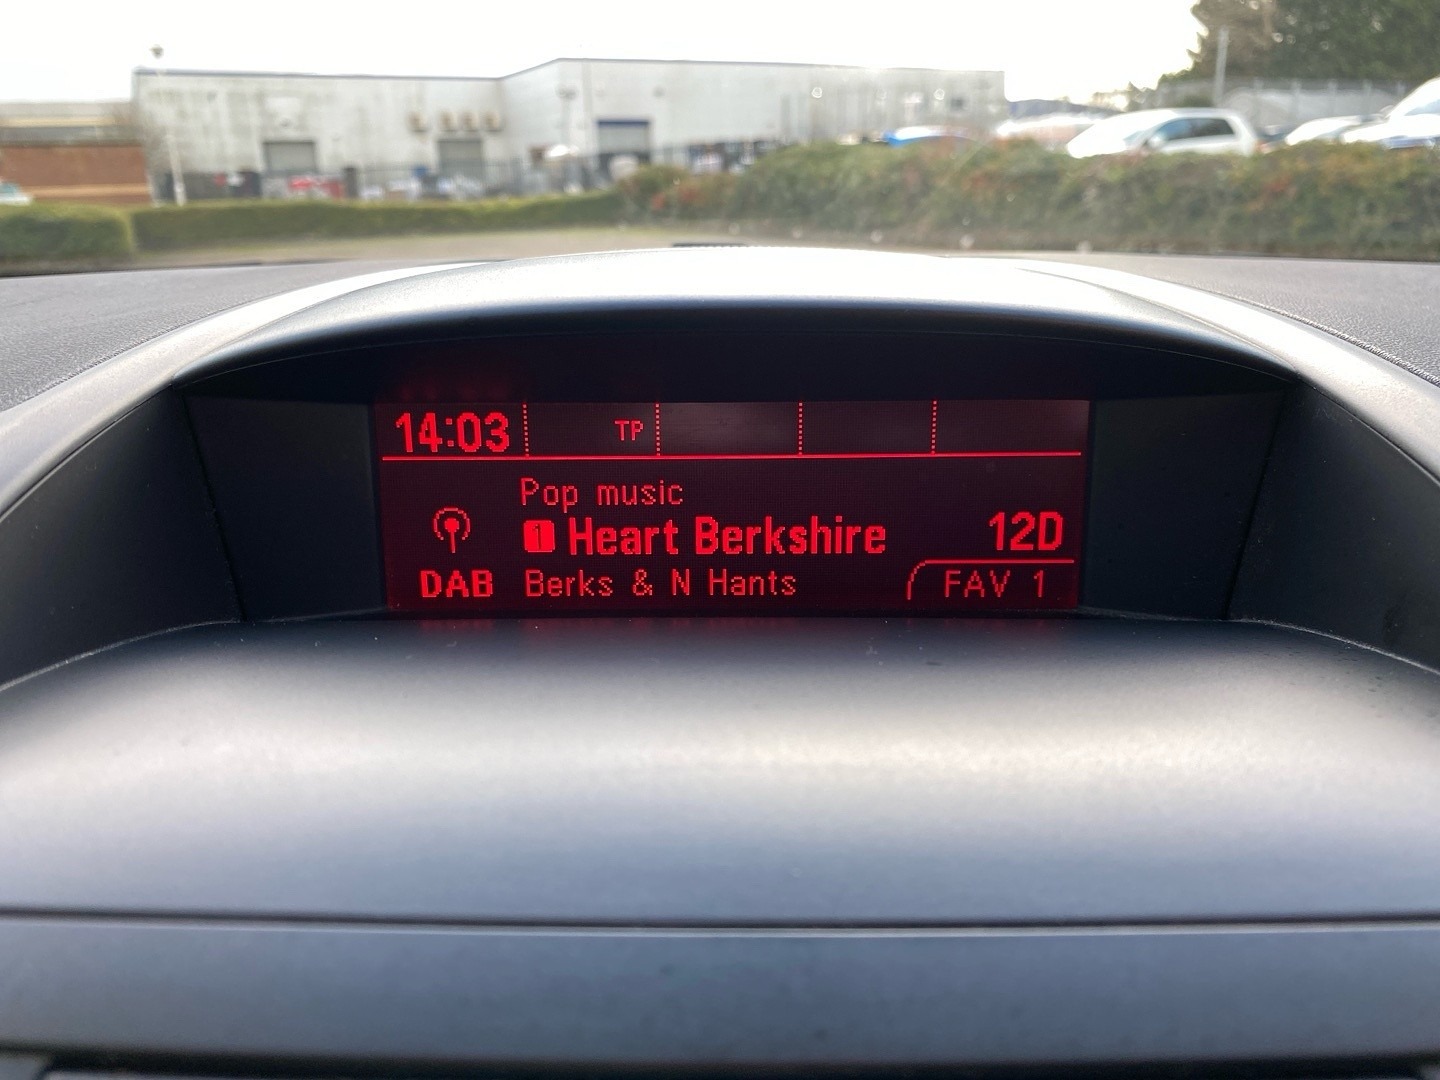 14:03 TP
Pop music
1 Heart Berkshire 12D
DAB Berks & N Hants FAV 1